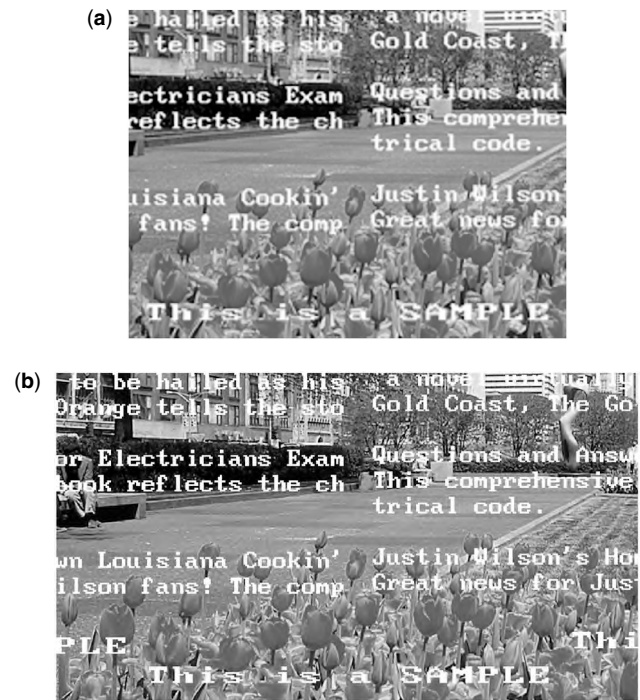 (a)
e hailed as his a novel
e tells the sto Gold Coast, Th
ectricians Exam Questions and
reflects the ch This comprehen
trical code.
uisiana Cookin' Justin Wilson'
fans! The comp Great news for
This is a SAMPLE
(b)
to be hailed as his a novel virtually
Orange tells the sto Gold Coast, The Go
or Electricians Exam Questions and Answ
book reflects the ch This comprehensive
trical code.
wn Louisiana Cookin' Justin Wilson's Ho
ilson fans! The comp Great news for Just
PLE Thi
This is a SAMPLE